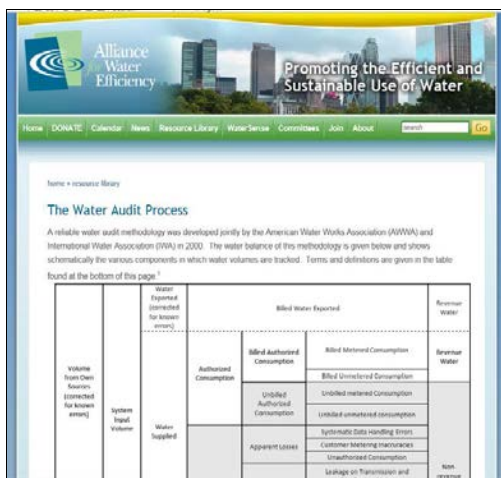 Alliance
for Water
Efficiency
Promoting the Efficient and
Sustainable Use of Water
Home DONATE Calendar News Resource Library WaterSense Committees Join About search Go
home » resource library
The Water Audit Process
A reliable water audit methodology was developed jointly by the American Water Works Association (AWWA) and
International Water Association (IWA) in 2000. The water balance of this methodology is given below and shows
schematically the various components in which water volumes are tracked. Terms and definitions are given in the table
found at the bottom of this page.1
Volume
from Own
Sources
(corrected
for known
errors)
System
Input
Volume
Water
Exported
(corrected
for known
errors)
Billed Water Exported
Revenue
Water
Water
Supplied
Authorized
Consumption
Billed Authorized
Consumption
Billed Metered Consumption
Billed Unmetered Consumption
Revenue
Water
Unbilled
Authorized
Consumption
Unbilled metered Consumption
Unbilled unmetered consumption
Apparent Losses
Systematic Data Handling Errors
Customer Metering Inaccuracies
Unauthorized Consumption
Leakage on Transmission and
Non-
revenue